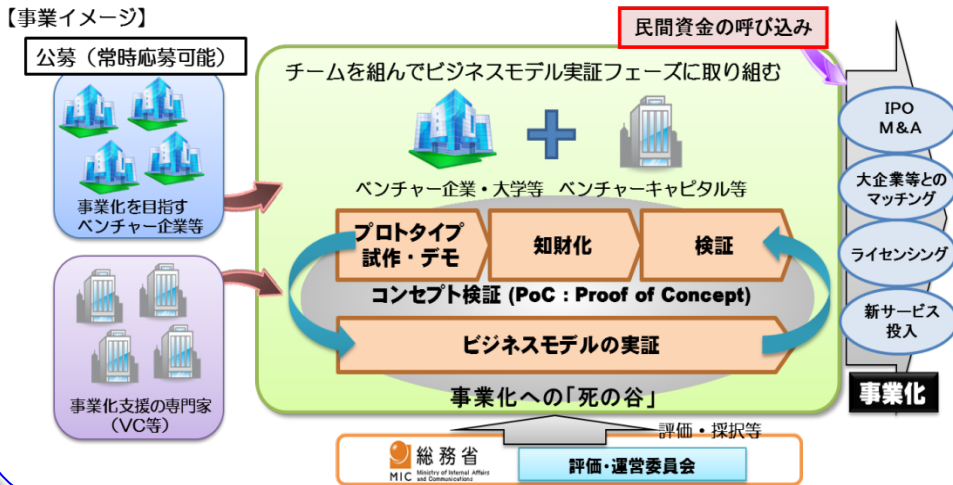 【事業イメージ】
公募（常時応募可能）
民間資金の呼び込み
チームを組んでビジネスモデル実証フェーズに取り組む
事業化を目指す
ベンチャー企業等
ベンチャー企業・大学等
ベンチャーキャピタル等
プロトタイプ
試作・デモ
知財化
検証
コンセプト検証 (PoC：Proof of Concept)
ビジネスモデルの実証
事業化への「死の谷」
事業化支援の専門家
（VC等）
IPO
M&A
大企業等との
マッチング
ライセンシング
新サービス
投入
事業化
評価・採択等
総務省
MIC
Ministry of Internal Affairs
and Communications
評価・運営委員会